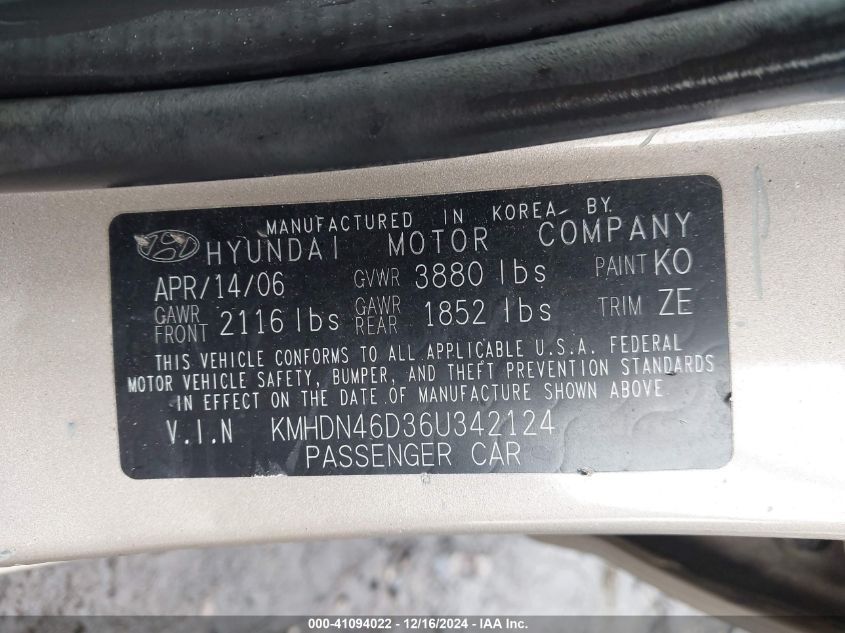 MANUFACTURED IN KOREA BY
HYUNDAI MOTOR COMPANY
APR/14/06 GVWR 3880 lbs PAINT KO
GAWR FRONT 2116 lbs GAWR REAR 1852 lbs TRIM ZE
THIS VEHICLE CONFORMS TO ALL APPLICABLE U.S.A. FEDERAL
MOTOR VEHICLE SAFETY, BUMPER, AND THEFT PREVENTION STANDARDS
IN EFFECT ON THE DATE OF MANUFACTURE SHOWN ABOVE.
V.I.N KMHDN46D36U342124
PASSENGER CAR
000-41094022 - 12/16/2024 - IAA Inc.